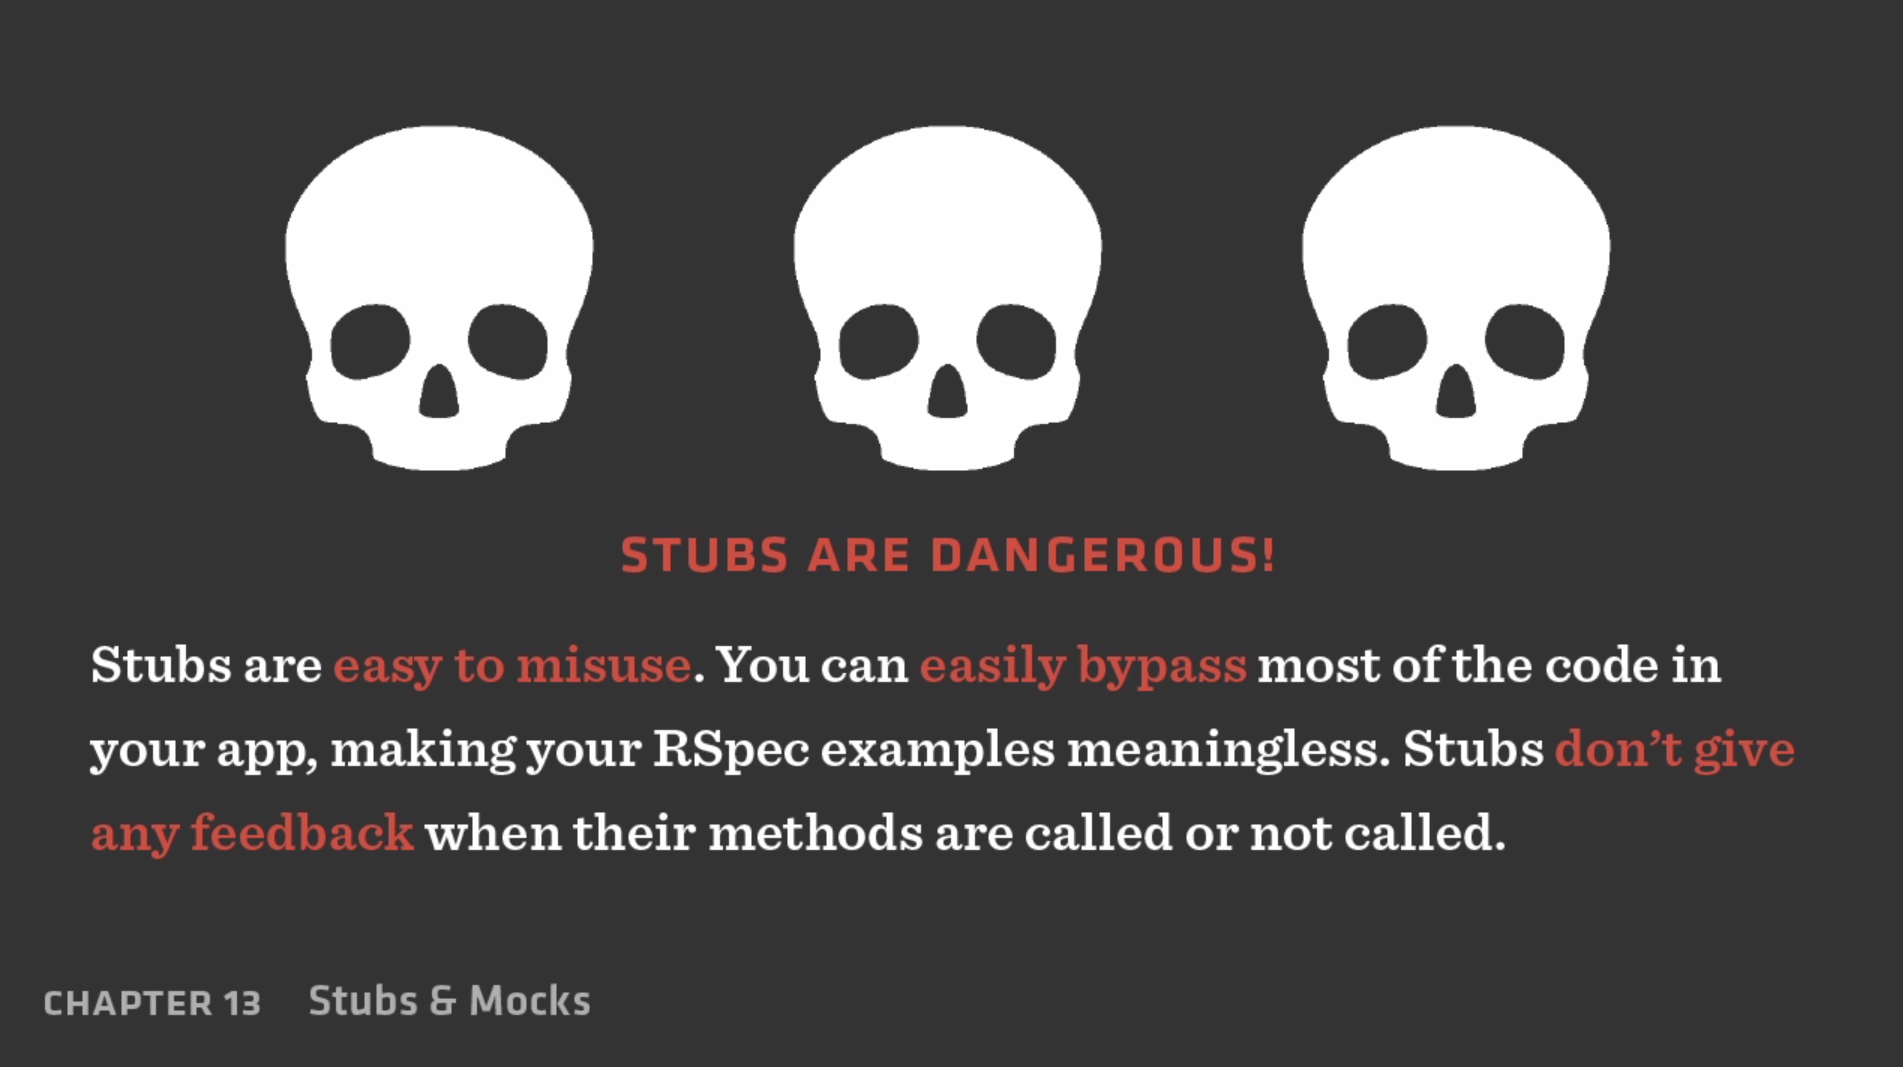 STUBS ARE DANGEROUS!
Stubs are easy to misuse. You can easily bypass most of the code in
your app, making your RSpec examples meaningless. Stubs don’t give
any feedback when their methods are called or not called.
CHAPTER 13 Stubs & Mocks